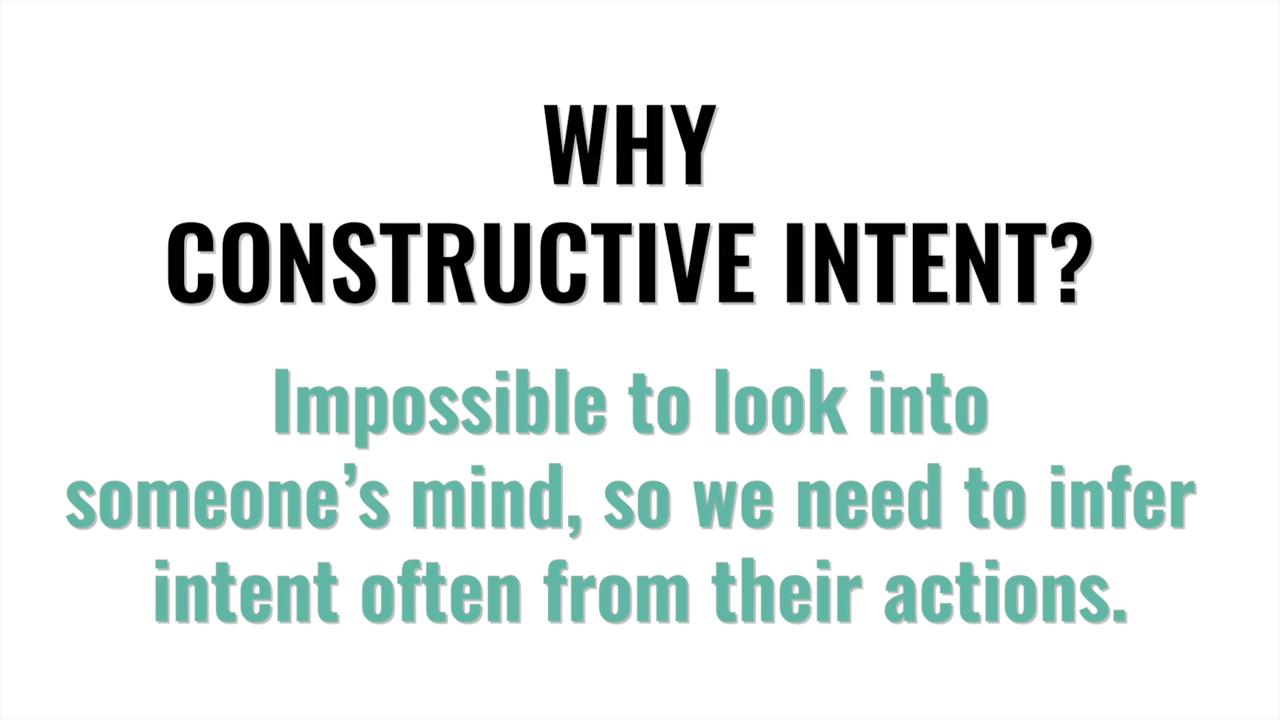 WHY
CONSTRUCTIVE INTENT?
Impossible to look into
someone’s mind, so we need to infer
intent often from their actions.